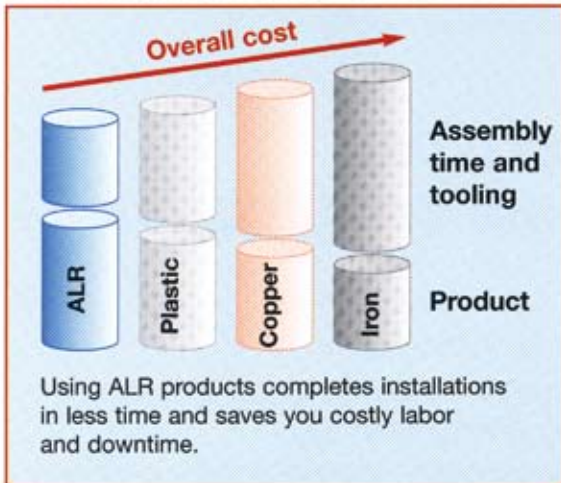 Overall cost
Assembly
time and
tooling
ALR
Plastic
Copper
Iron
Product
Using ALR products completes installations
in less time and saves you costly labor
and downtime.